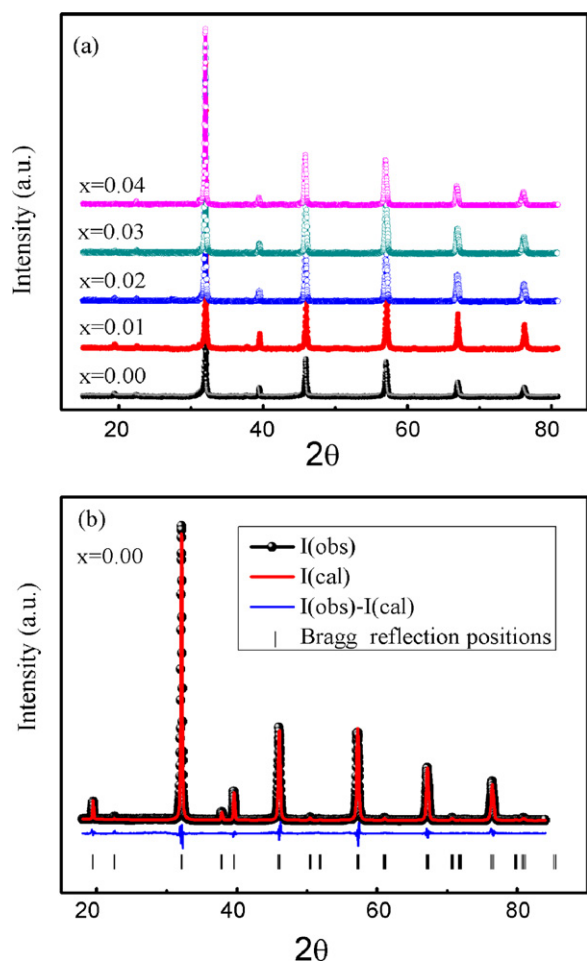 (a)
Intensity (a.u.)
x=0.04
x=0.03
x=0.02
x=0.01
x=0.00
20 40 60 80
2θ
(b)
x=0.00
I(obs)
I(cal)
I(obs)-I(cal)
Bragg reflection positions
Intensity (a.u.)
20 40 60 80
2θ